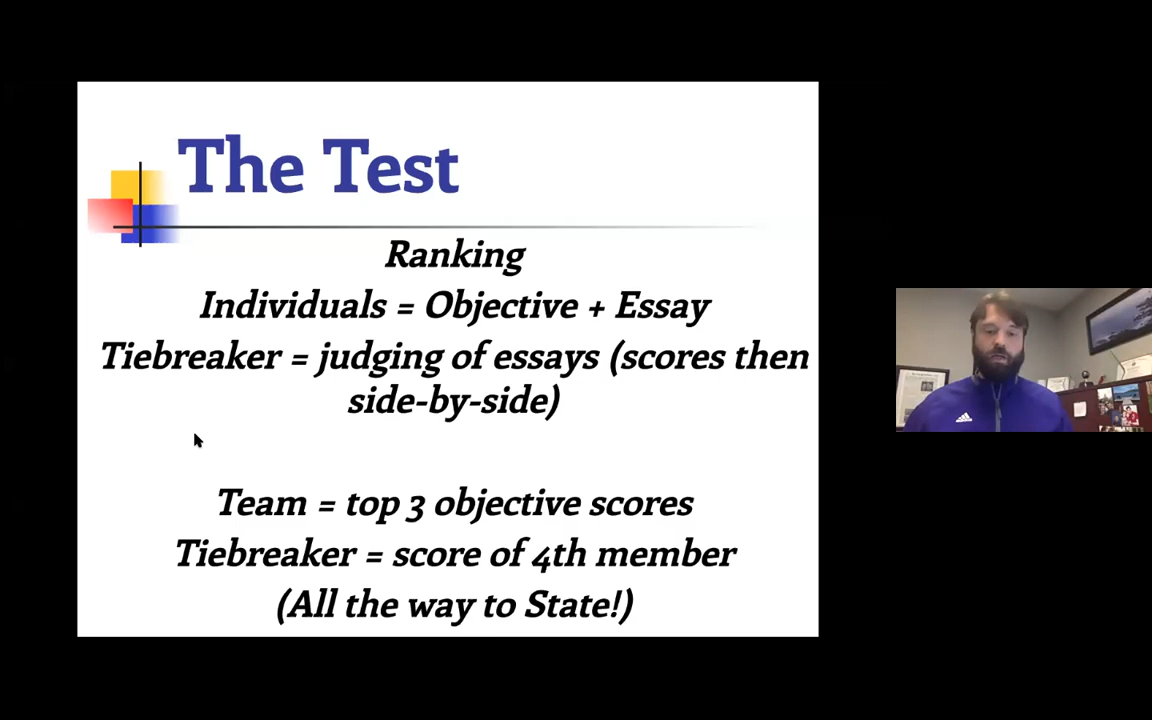 The Test
Ranking
Individuals = Objective + Essay
Tiebreaker = judging of essays (scores then
side-by-side)
Team = top 3 objective scores
Tiebreaker = score of 4th member
(All the way to State!)